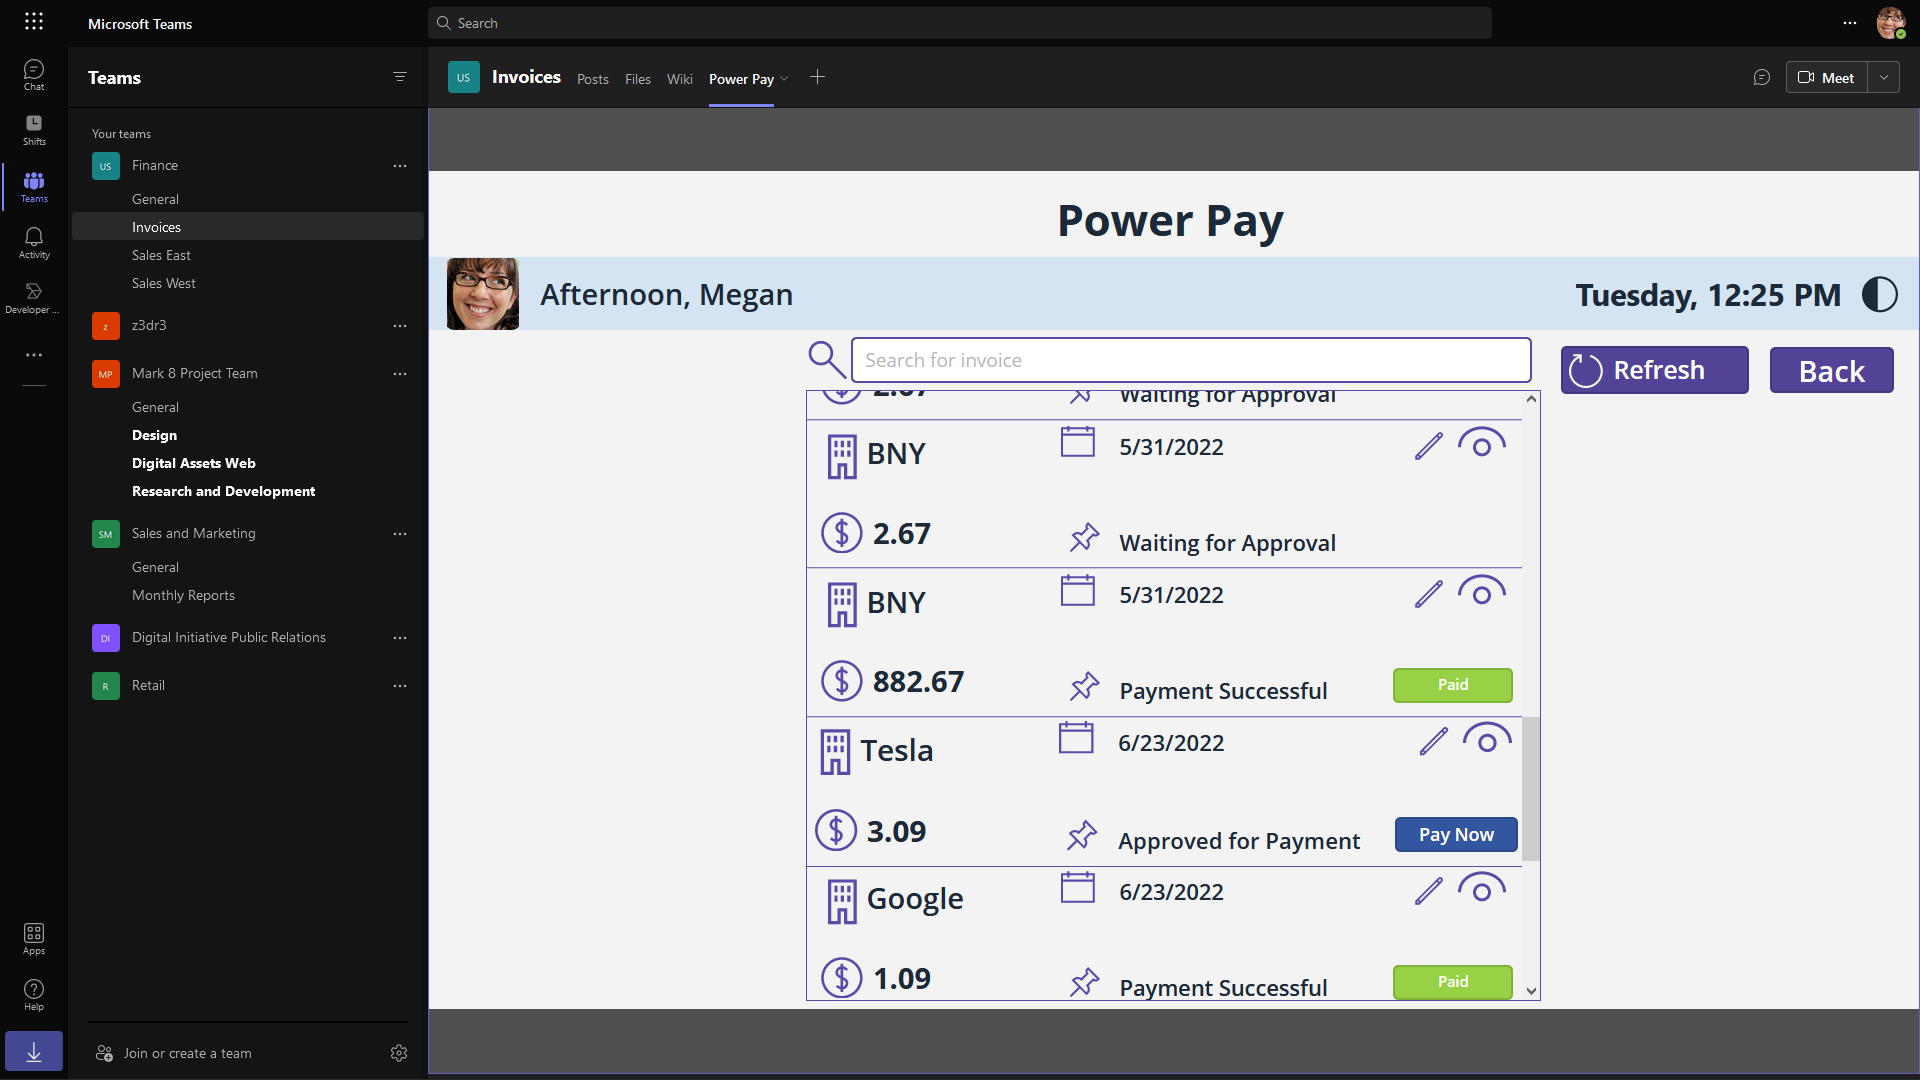 Microsoft Teams
Search
Chat
Shifts
Teams
Activity
Developer ...
Apps
Help
Teams
Your teams
US Finance
General
Invoices
Sales East
Sales West
z z3dr3
MP Mark 8 Project Team
General
Design
Digital Assets Web
Research and Development
SM Sales and Marketing
General
Monthly Reports
DI Digital Initiative Public Relations
R Retail
Join or create a team
US Invoices Posts Files Wiki Power Pay
Meet
Power Pay
Afternoon, Megan
Tuesday, 12:25 PM
Search for invoice
Refresh
Back
$ 2.67 Waiting for Approval
BNY 5/31/2022
$ 2.67 Waiting for Approval
BNY 5/31/2022
$ 882.67 Payment Successful Paid
Tesla 6/23/2022
$ 3.09 Approved for Payment Pay Now
Google 6/23/2022
$ 1.09 Payment Successful Paid